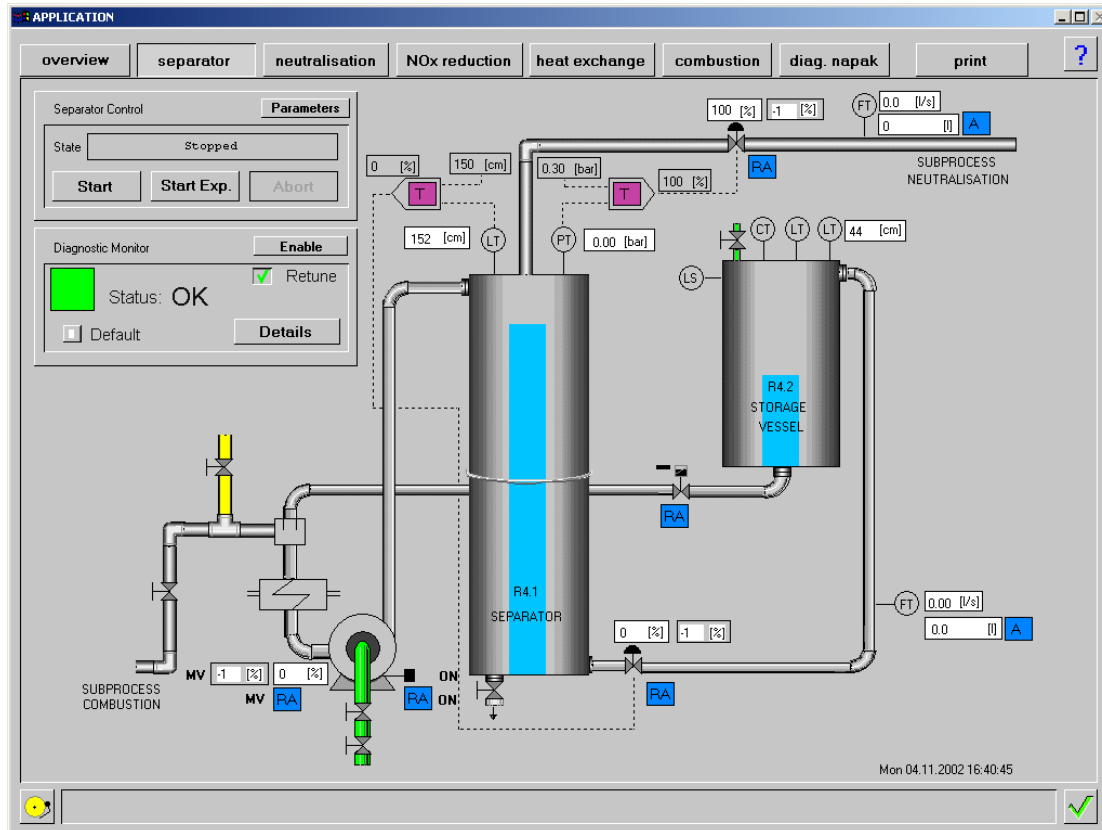 APPLICATION
overview separator neutralisation NOx reduction heat exchange combustion diag. napak print ?
Separator Control Parameters
State Stopped
Start Start Exp. Abort
Diagnostic Monitor Enable
Retune
Status: OK
Default Details
100 [%] -1 [%] FT 0.0 [l/s]
0 [l] A
RA
SUBPROCESS
NEUTRALISATION
0 [%] 150 [cm] 0.30 [bar]
T T 100 [%]
152 [cm] LT PT 0.00 [bar]
CT LT LT 44 [cm]
LS
R4.2
STORAGE
VESSEL
RA
R4.1
SEPARATOR
FT 0.00 [l/s]
0.0 [l] A
0 [%] -1 [%]
RA
MV -1 [%] 0 [%]
MV RA
ON
RA ON
SUBPROCESS
COMBUSTION
Mon 04.11.2002 16:40:45